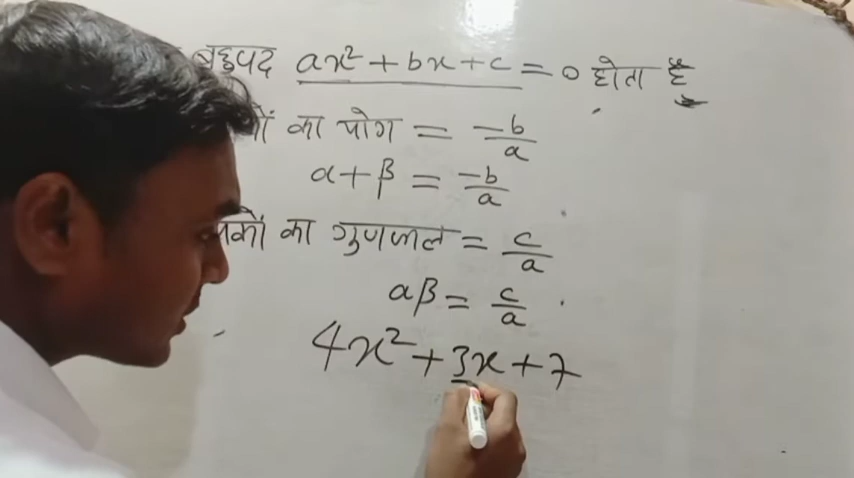 बहुपद ax² + bx + c = 0 होता है
का योग = -b/a
α + β = -b/a
का गुणनफल = c/a
αβ = c/a
4x² + 3x + 7